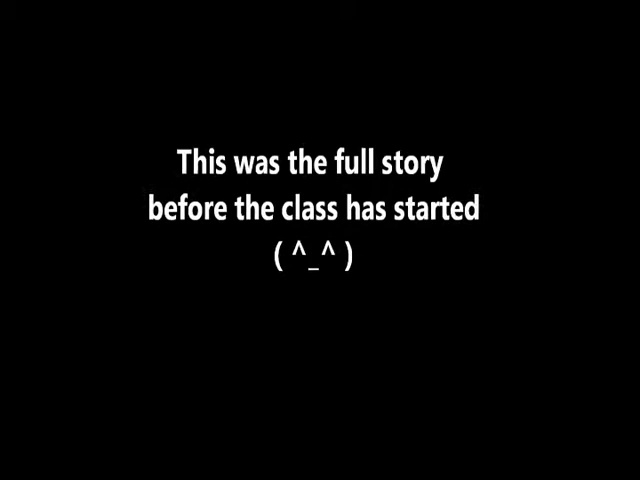 This was the full story
before the class has started
( ^_^ )